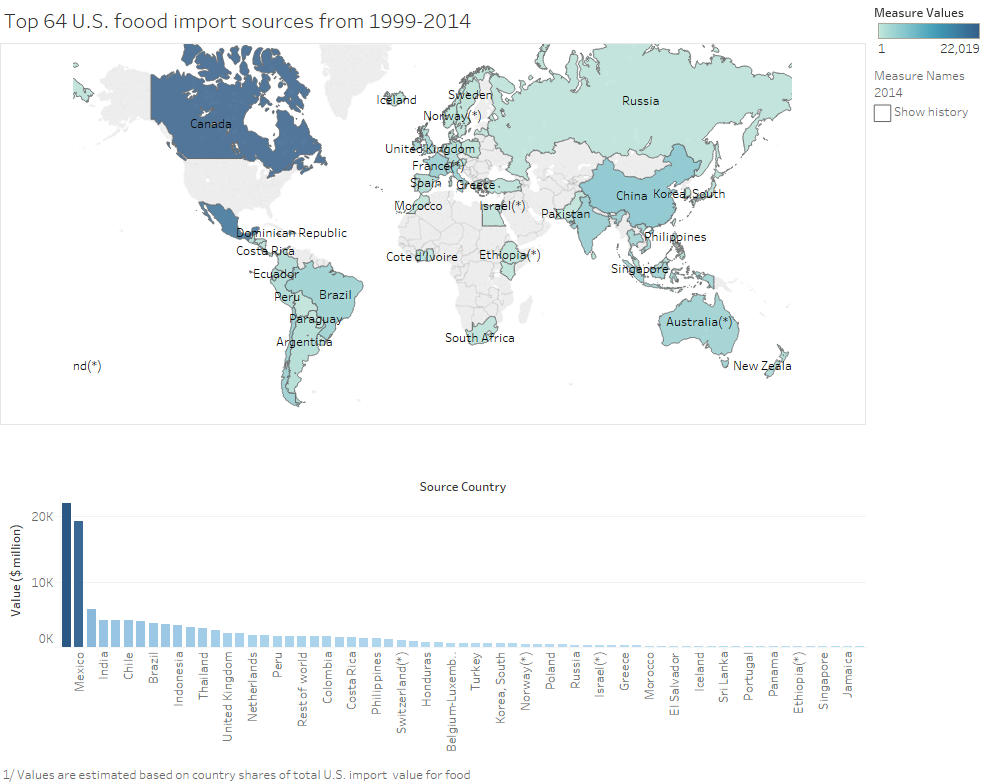 Top 64 U.S. foood import sources from 1999-2014
Measure Values
1 22,019
Measure Names
2014
Show history
Iceland
Sweden
Russia
Norway(*)
Canada
United Kingdom
France(*)
Spain
Greece
China
Korea, South
Morocco
Israel(*)
Pakistan
Dominican Republic
Philippines
Costa Rica
Cote d'Ivoire
Ethiopia(*)
Ecuador
Singapore
Peru
Brazil
Paraguay
Australia(*)
Argentina
South Africa
nd(*)
New Zeala
Source Country
Value ($ million)
20K
10K
0K
Mexico
India
Chile
Brazil
Indonesia
Thailand
United Kingdom
Netherlands
Peru
Rest of world
Colombia
Costa Rica
Philippines
Switzerland(*)
Honduras
Belgium-Luxemb..
Turkey
Korea, South
Norway(*)
Poland
Russia
Israel(*)
Greece
Morocco
El Salvador
Iceland
Sri Lanka
Portugal
Panama
Ethiopia(*)
Singapore
Jamaica
1/ Values are estimated based on country shares of total U.S. import value for food